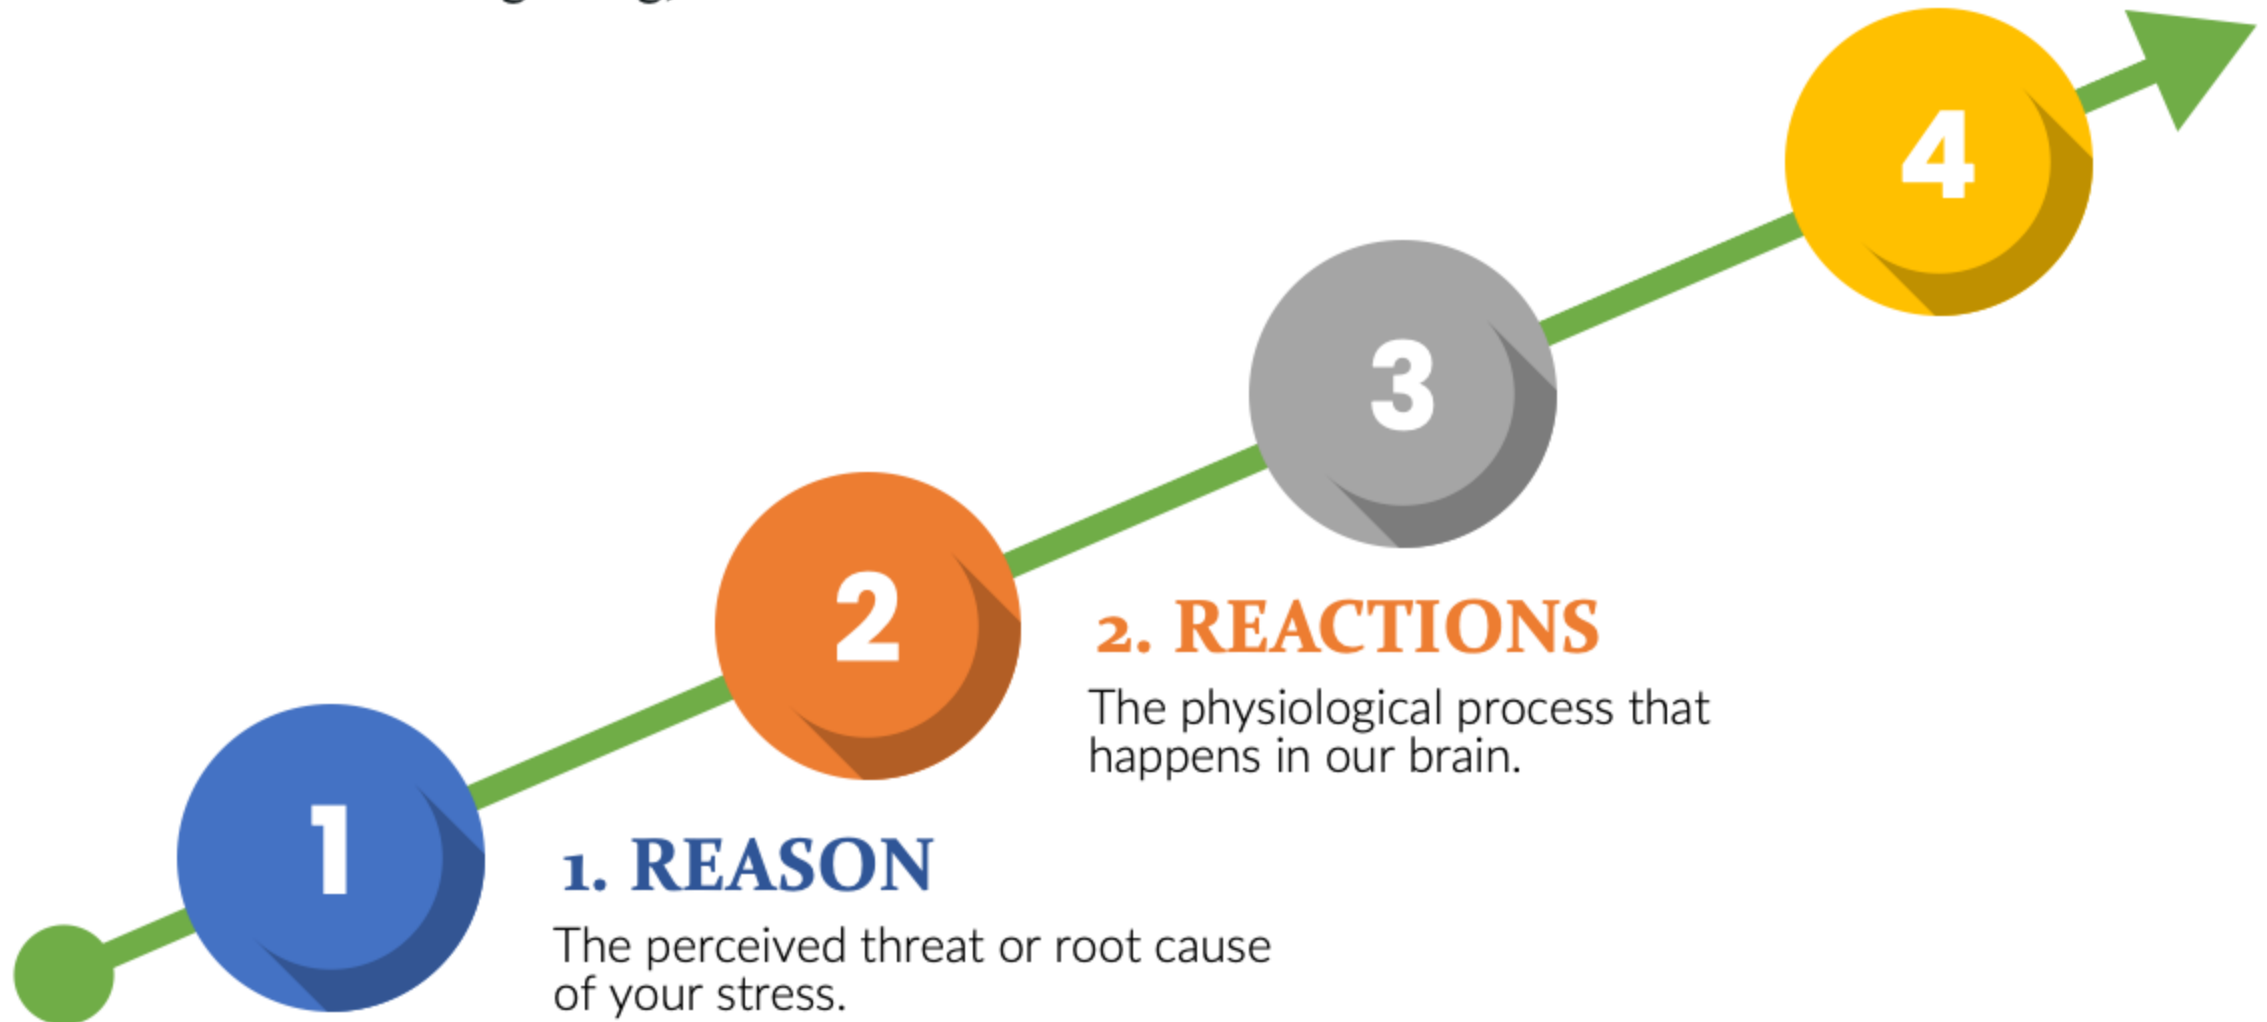 4
3
2
2. REACTIONS
The physiological process that
happens in our brain.
1
1. REASON
The perceived threat or root cause
of your stress.